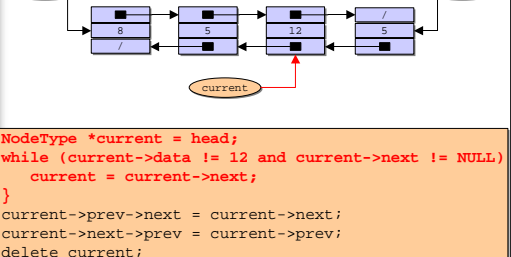 /
8 5 12 5
/
current
NodeType *current = head;
while (current->data != 12 and current->next != NULL)
current = current->next;
}
current->prev->next = current->next;
current->next->prev = current->prev;
delete current;